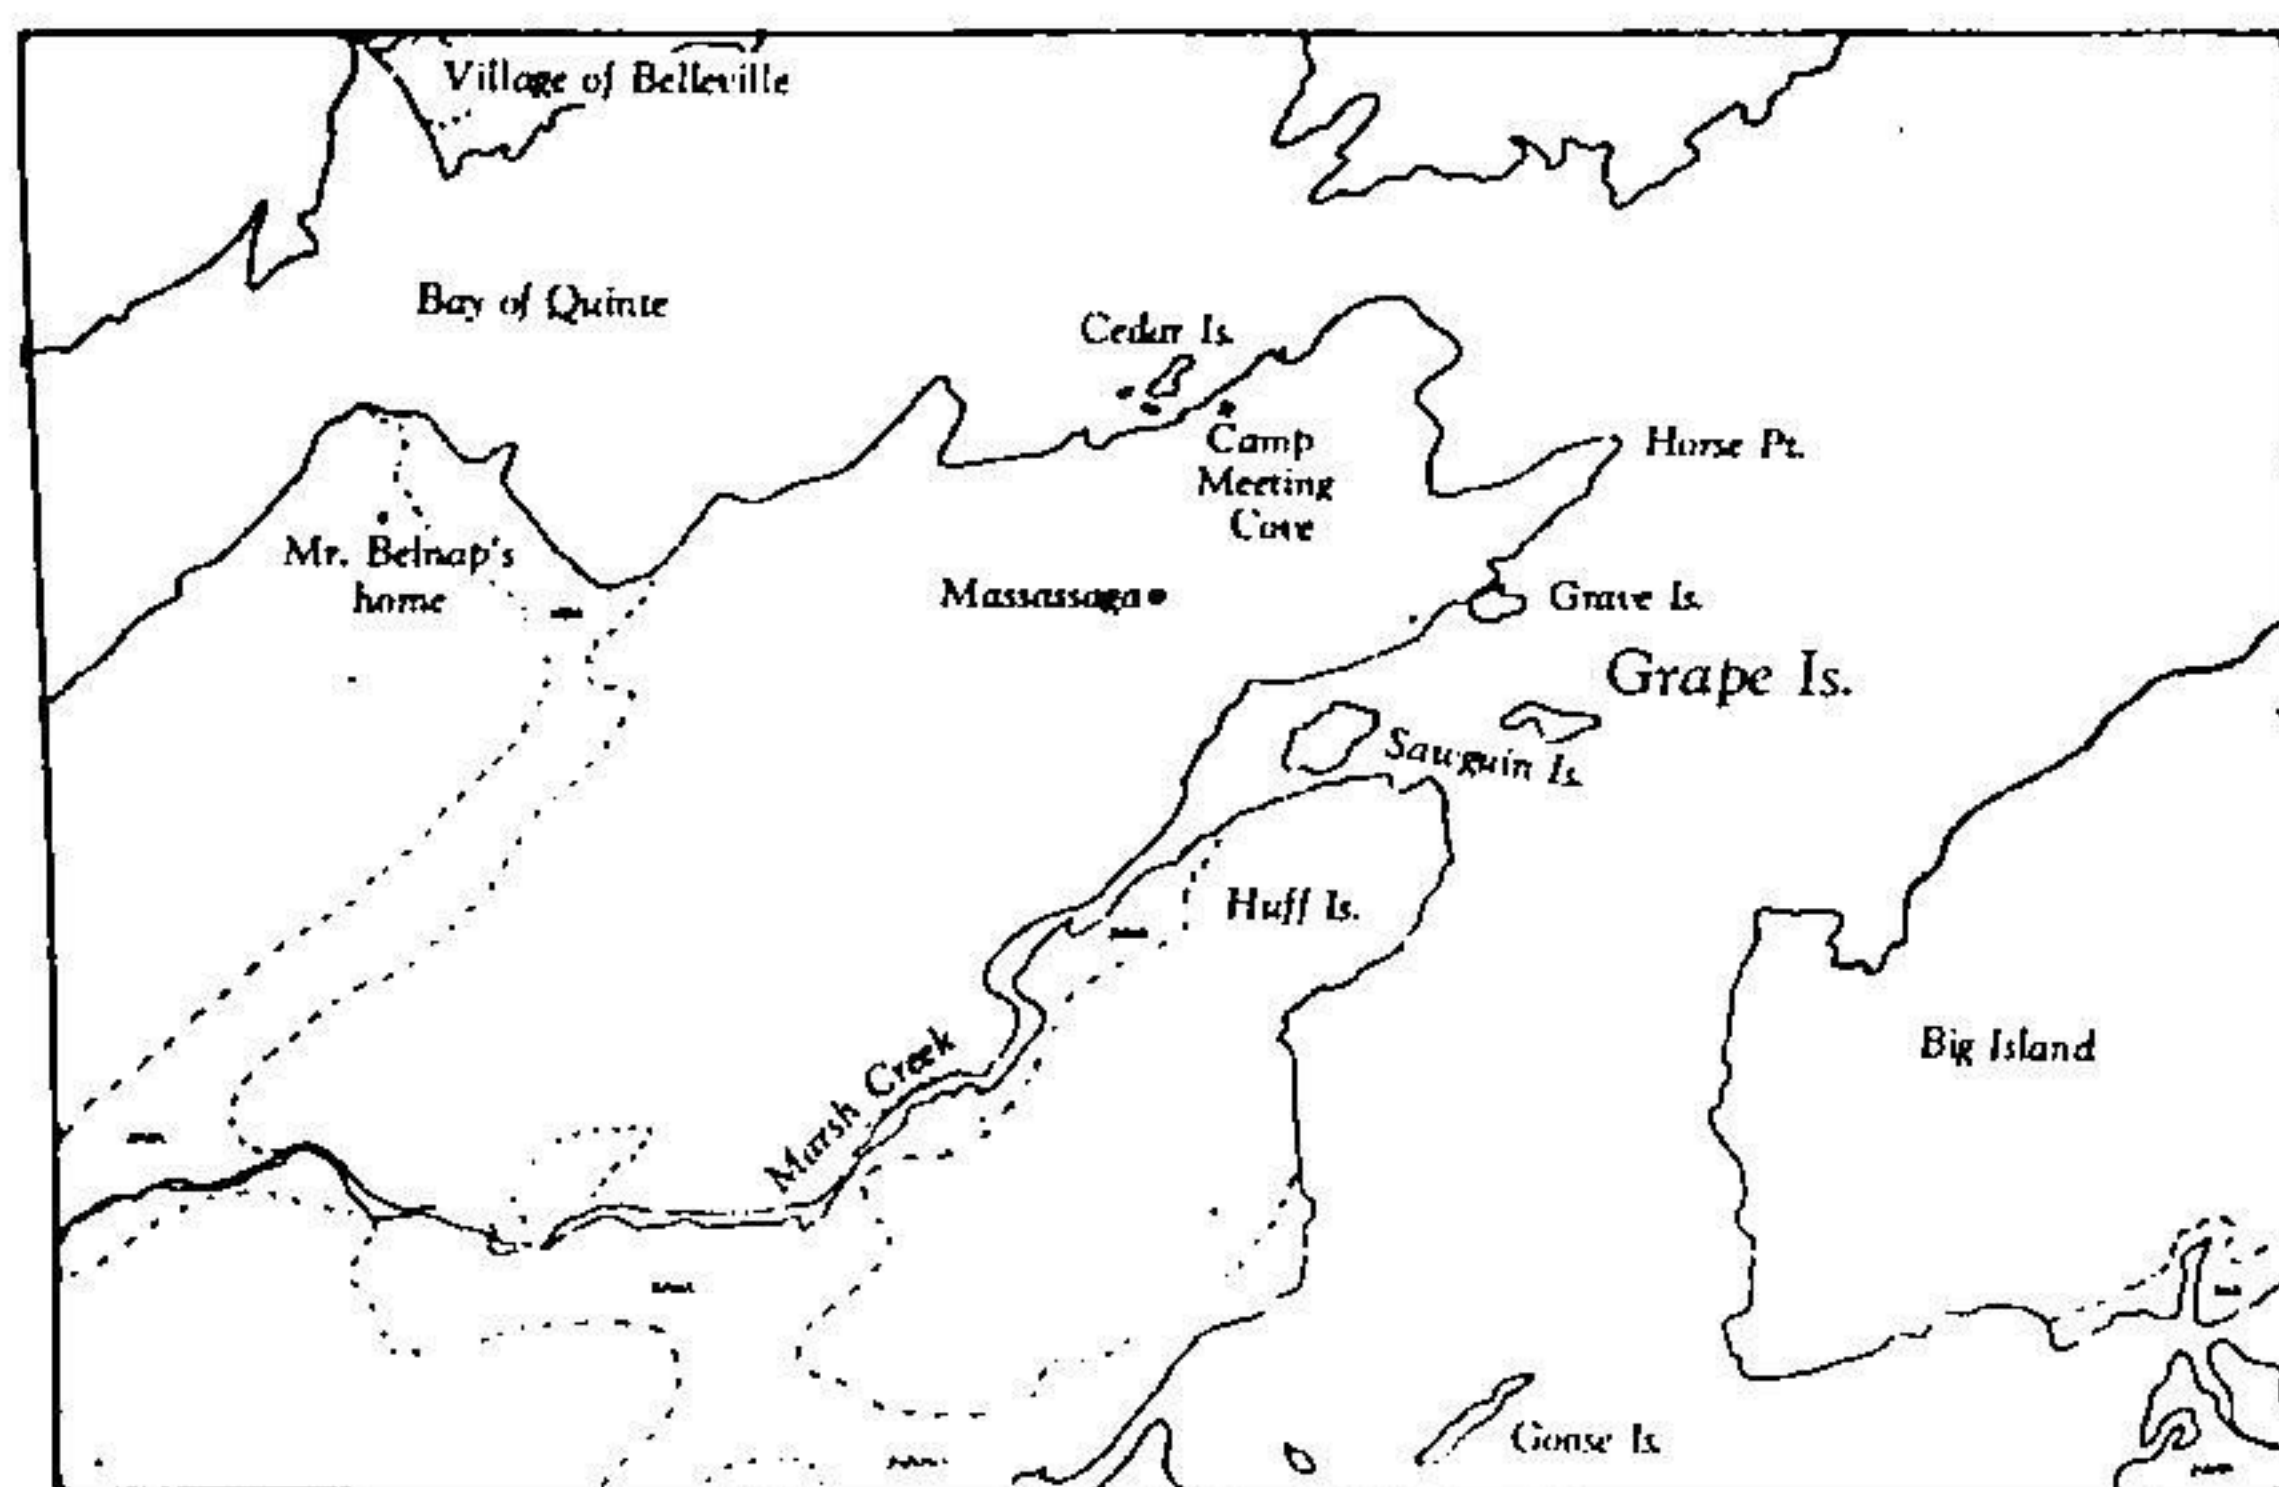 Village of Belleville
Bay of Quinte
Cedar Is.
Camp
Meeting
Cove
Horse Pt.
Mr. Belnap's
home
Massassaga
Grave Is.
Grape Is.
Sawguin Is.
Huff Is.
Big Island
Marsh Creek
Goose Is.